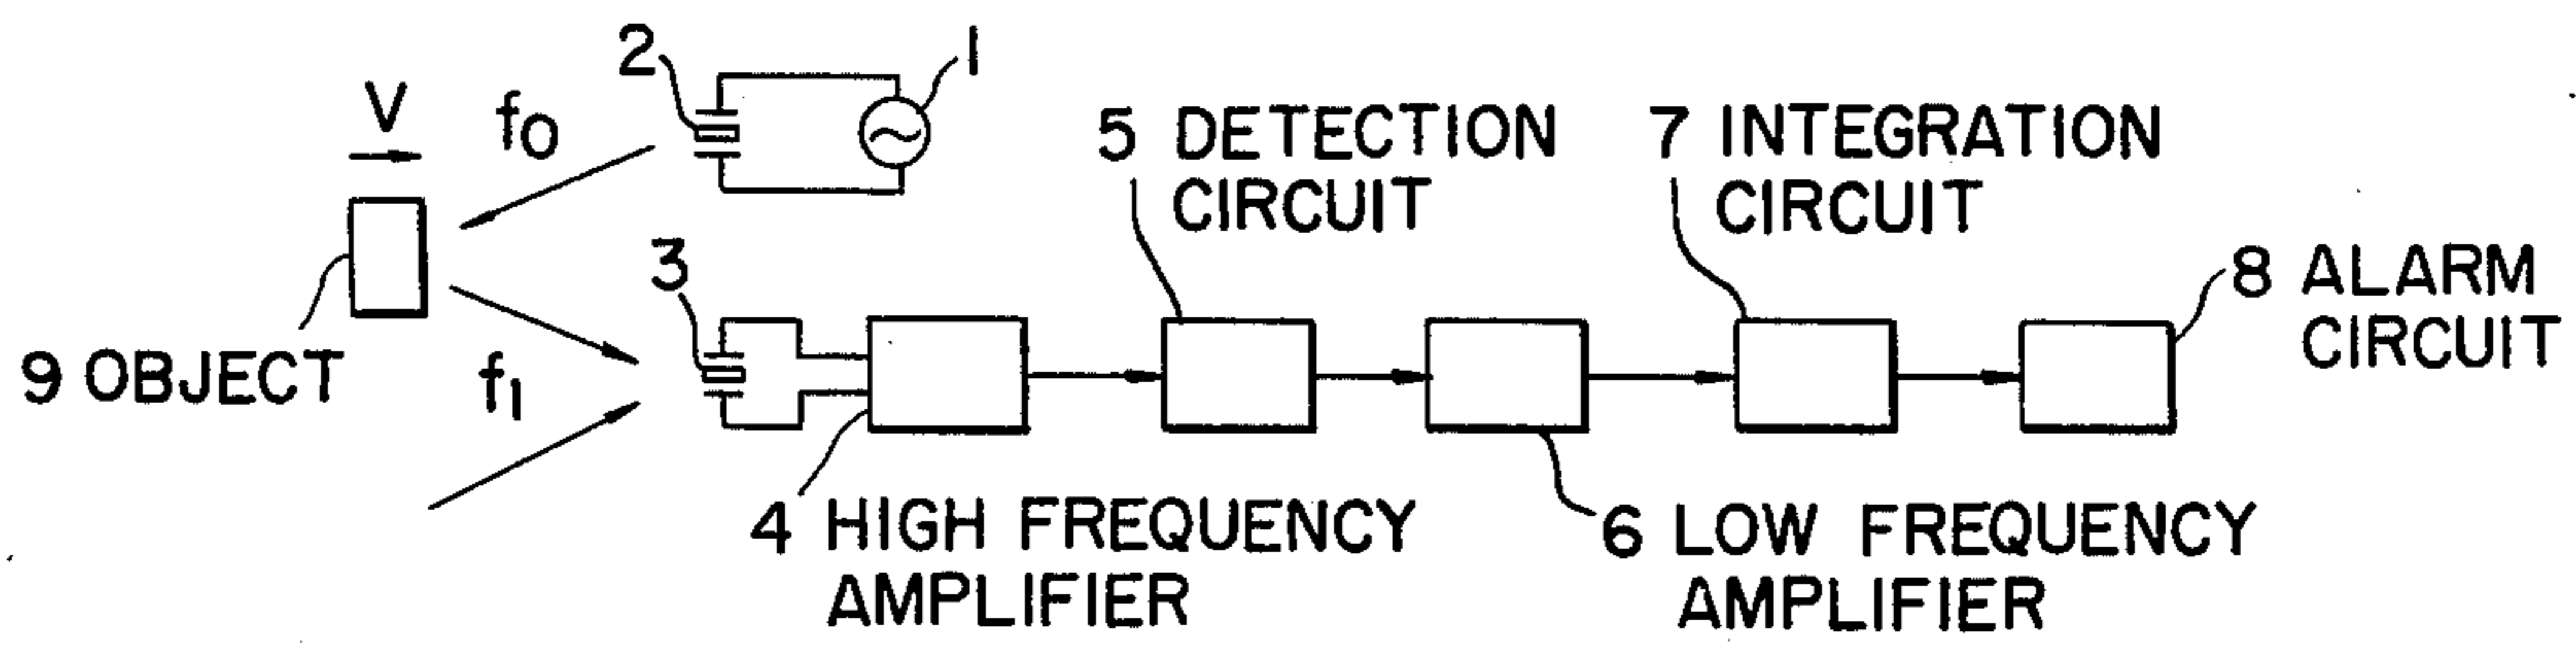 2
1
V
f0
5 DETECTION
CIRCUIT
7 INTEGRATION
CIRCUIT
3
8 ALARM
CIRCUIT
9 OBJECT
f1
4 HIGH FREQUENCY
AMPLIFIER
6 LOW FREQUENCY
AMPLIFIER